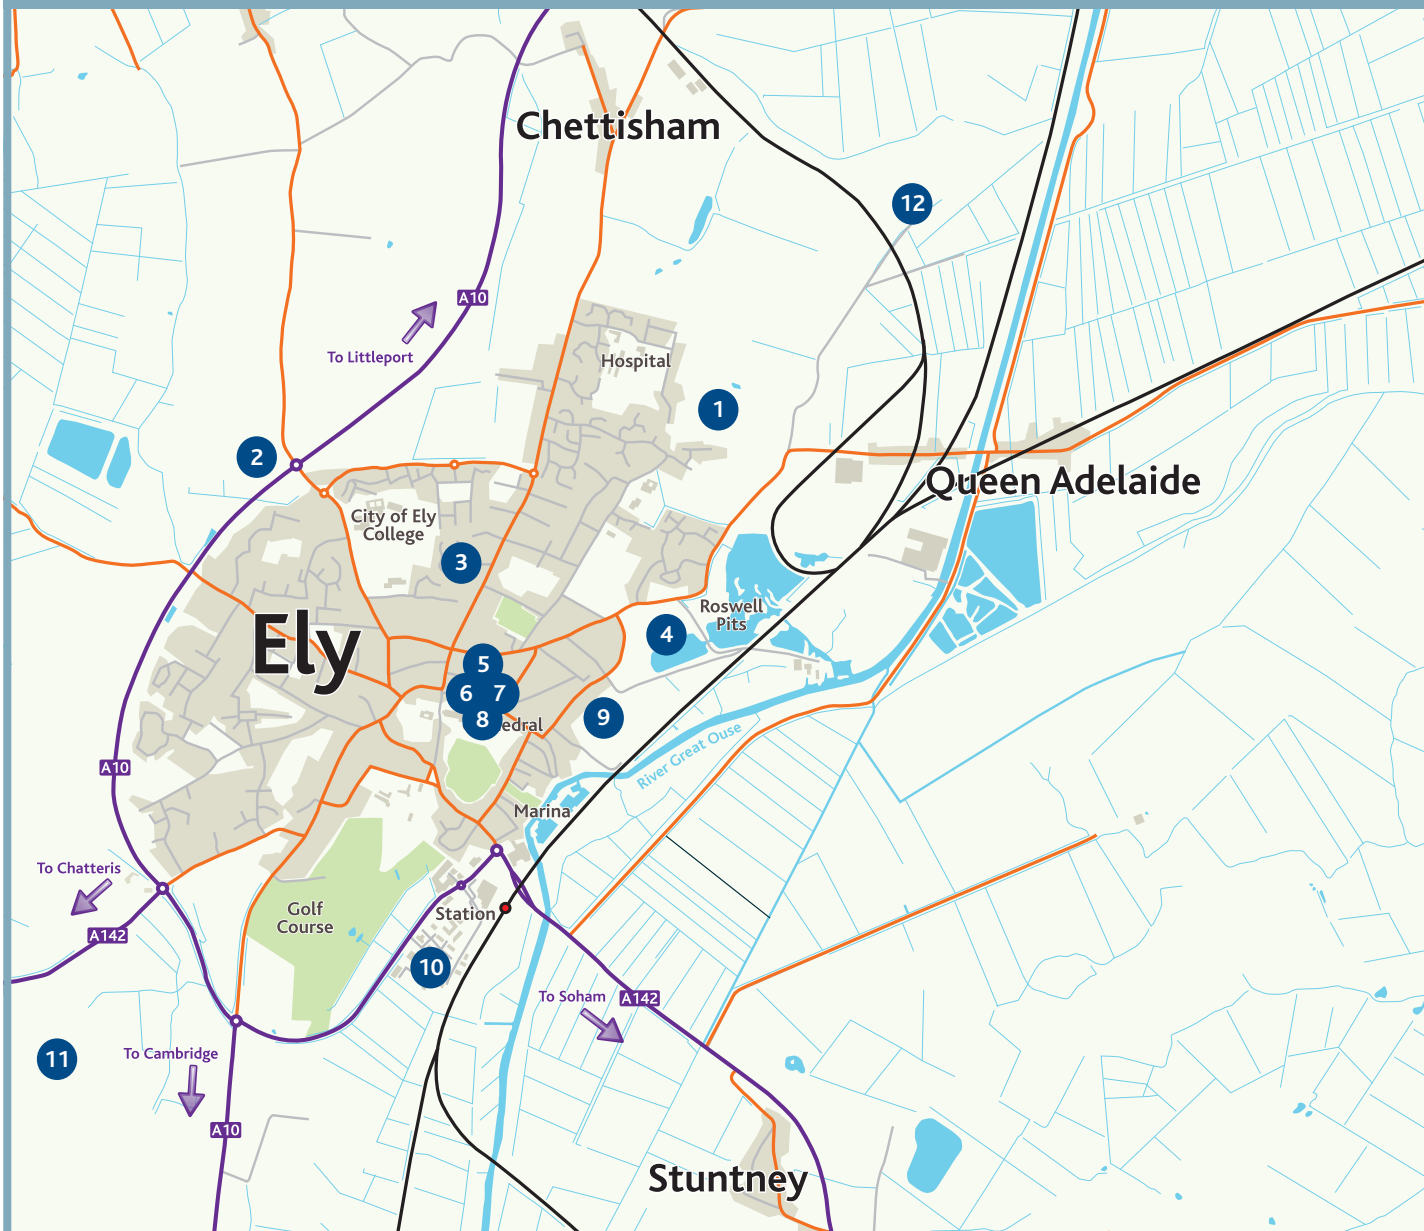 Chettisham
12
A10
To Littleport
Hospital
1
2
Queen Adelaide
City of Ely
College
3
Roswell
Pits
Ely
4
5
6
7
8
edral
9
River Great Ouse
A10
Marina
To Chatteris
Golf
Course
Station
A142
10
To Soham
A142
11
To Cambridge
A10
Stuntney